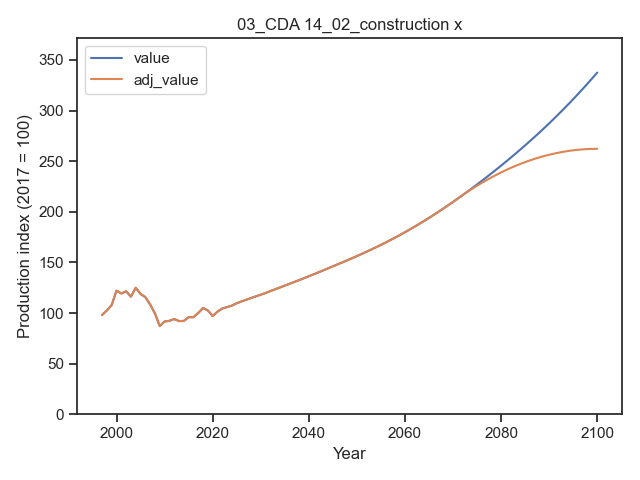 03_CDA 14_02_construction x
value
adj_value
Production index (2017 = 100)
350
300
250
200
150
100
50
0
2000 2020 2040 2060 2080 2100
Year